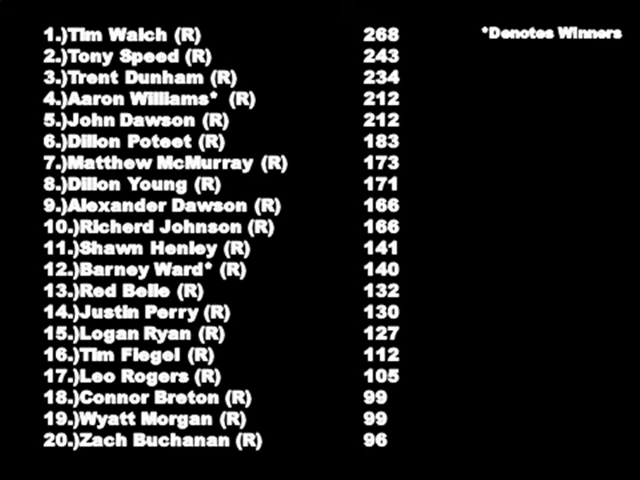 1.)Tim Walch (R) 268 *Denotes Winners
2.)Tony Speed (R) 243
3.)Trent Dunham (R) 234
4.)Aaron Williams* (R) 212
5.)John Dawson (R) 212
6.)Dillon Poteet (R) 183
7.)Matthew McMurray (R) 173
8.)Dillon Young (R) 171
9.)Alexander Dawson (R) 166
10.)Richerd Johnson (R) 166
11.)Shawn Henley (R) 141
12.)Barney Ward* (R) 140
13.)Red Belle (R) 132
14.)Justin Perry (R) 130
15.)Logan Ryan (R) 127
16.)Tim Flegel (R) 112
17.)Leo Rogers (R) 105
18.)Connor Breton (R) 99
19.)Wyatt Morgan (R) 99
20.)Zach Buchanan (R) 96